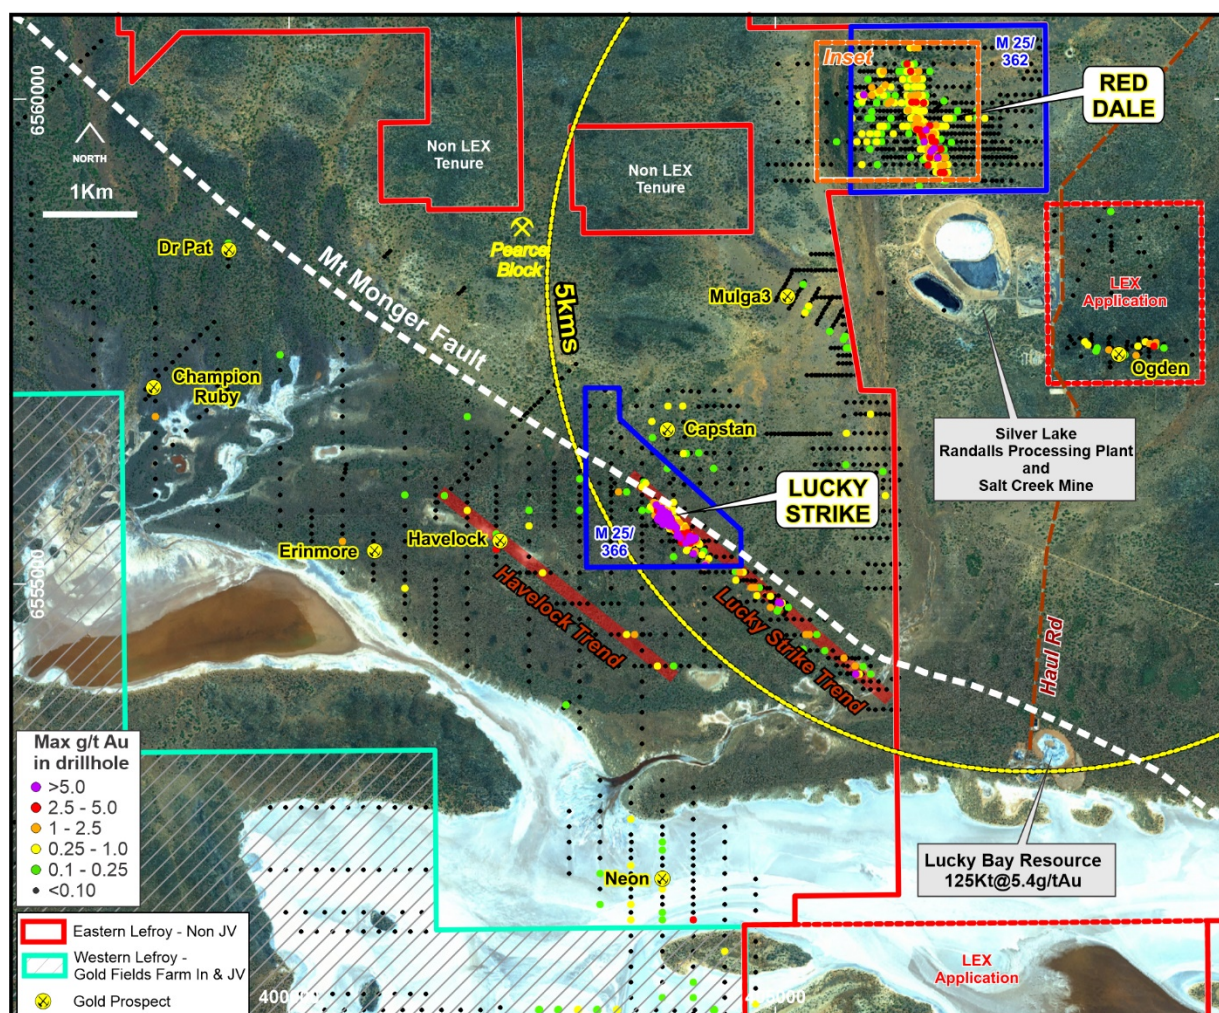 M 25/
362
Inset
RED
DALE
6560000
NORTH
1Km
Non LEX
Tenure
Non LEX
Tenure
Dr Pat
Pearce
Block
Mt Monger Fault
5kms
Mulga3
LEX
Application
Ogden
Champion
Ruby
Capstan
Silver Lake
Randalls Processing Plant
and
Salt Creek Mine
LUCKY
STRIKE
M 25/
366
Erinmore
Havelock
6555000
Havelock Trend
Lucky Strike Trend
Haul Rd
Max g/t Au
in drillhole
>5.0
2.5 - 5.0
1 - 2.5
0.25 - 1.0
0.1 - 0.25
<0.10
Lucky Bay Resource
125Kt@5.4g/tAu
Neon
Eastern Lefroy - Non JV
Western Lefroy -
Gold Fields Farm In & JV
Gold Prospect
LEX
Application